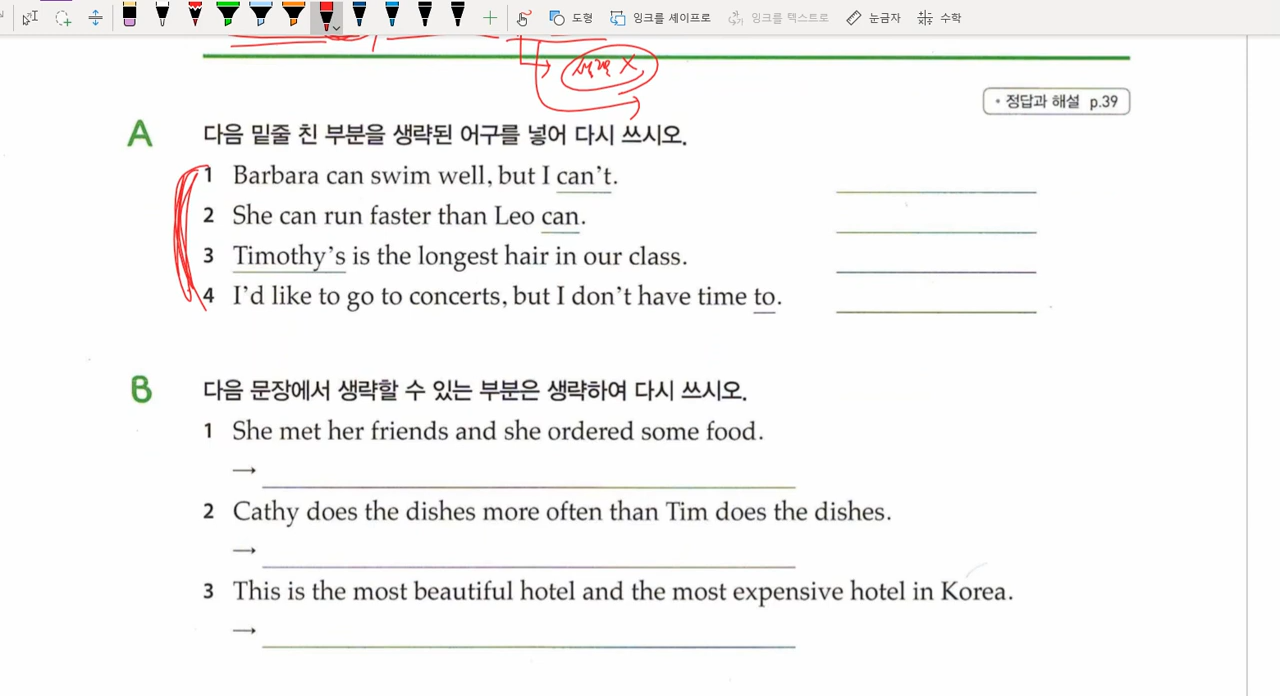 도형 잉크를 셰이프로 잉크를 텍스트로 눈금자 수학
생략 X
• 정답과 해설 p.39
A 다음 밑줄 친 부분을 생략된 어구를 넣어 다시 쓰시오.
1 Barbara can swim well, but I can't.
2 She can run faster than Leo can.
3 Timothy's is the longest hair in our class.
4 I'd like to go to concerts, but I don't have time to.
B 다음 문장에서 생략할 수 있는 부분은 생략하여 다시 쓰시오.
1 She met her friends and she ordered some food.
→
2 Cathy does the dishes more often than Tim does the dishes.
→
3 This is the most beautiful hotel and the most expensive hotel in Korea.
→